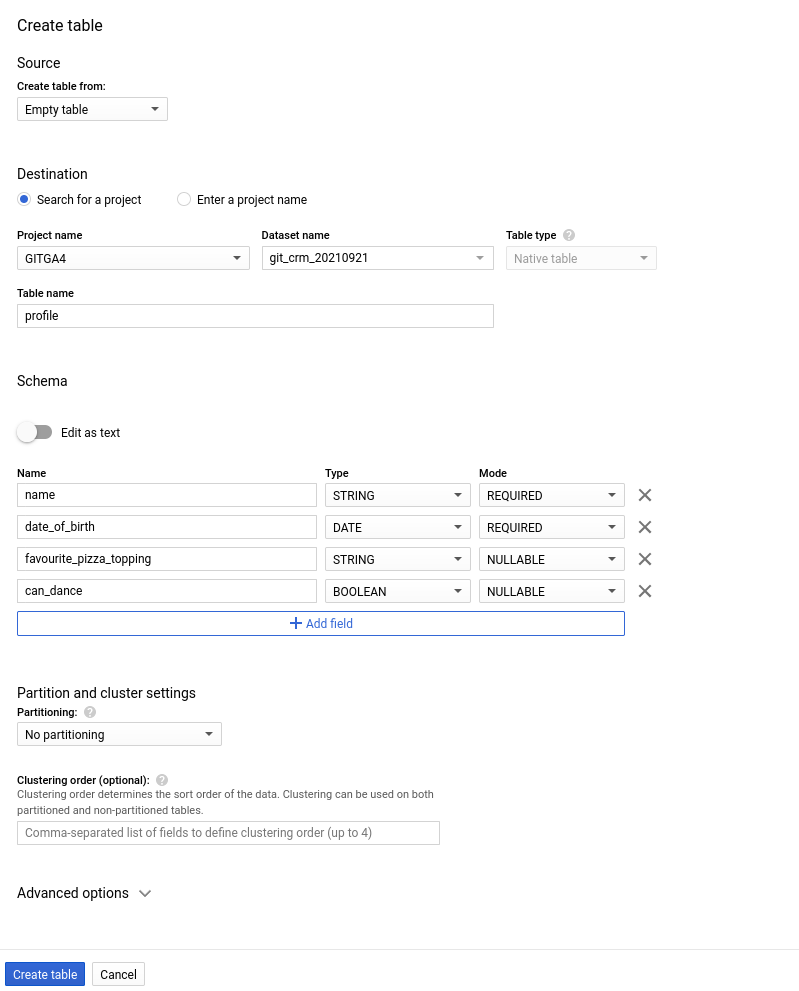 Create table
Source
Create table from:
Empty table
Destination
Search for a project Enter a project name
Project name Dataset name Table type ?
GITGA4 git_crm_20210921 Native table
Table name
profile
Schema
Edit as text
Name Type Mode
name STRING REQUIRED
date_of_birth DATE REQUIRED
favourite_pizza_topping STRING NULLABLE
can_dance BOOLEAN NULLABLE
+ Add field
Partition and cluster settings
Partitioning: ?
No partitioning
Clustering order (optional): ?
Clustering order determines the sort order of the data. Clustering can be used on both
partitioned and non-partitioned tables.
Comma-separated list of fields to define clustering order (up to 4)
Advanced options
Create table Cancel